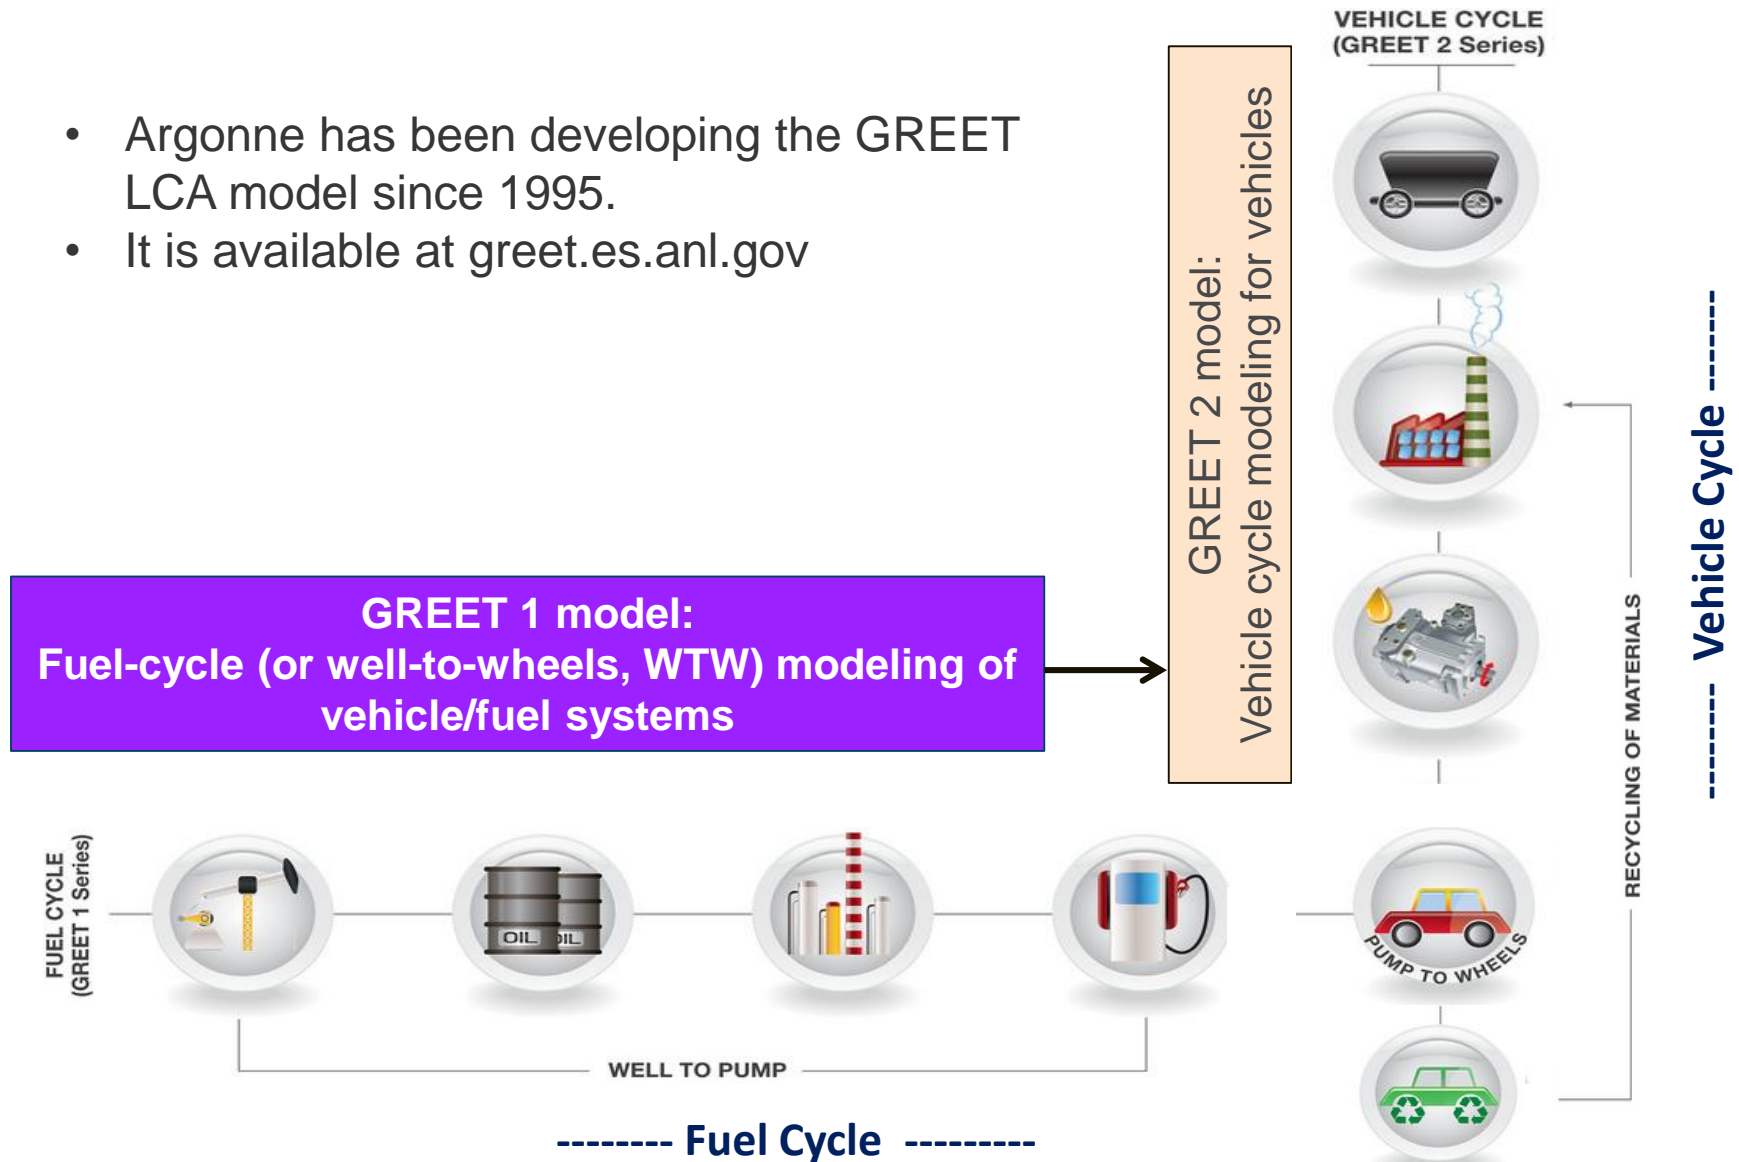 • Argonne has been developing the GREET
LCA model since 1995.
• It is available at greet.es.anl.gov
GREET 1 model:
Fuel-cycle (or well-to-wheels, WTW) modeling of
vehicle/fuel systems
GREET 2 model:
Vehicle cycle modeling for vehicles
VEHICLE CYCLE
(GREET 2 Series)
RECYCLING OF MATERIALS
--------- Vehicle Cycle --------
FUEL CYCLE
(GREET 1 Series)
OIL
OIL
PUMP TO WHEELS
WELL TO PUMP
-------- Fuel Cycle ---------